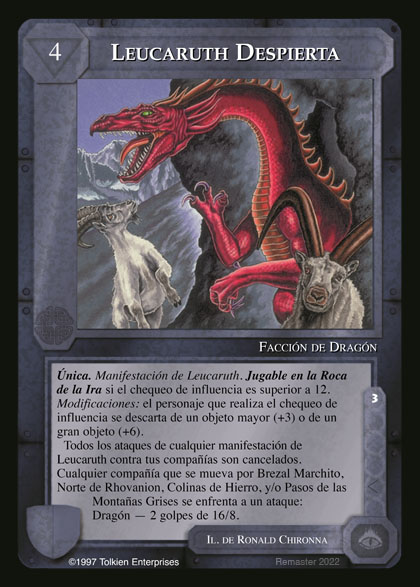 4
LEUCARUTH DESPIERTA
FACCIÓN DE DRAGÓN
Única. Manifestación de Leucaruth. Jugable en la Roca
de la Ira si el chequeo de influencia es superior a 12.
Modificaciones: el personaje que realiza el chequeo de
influencia se descarta de un objeto mayor (+3) o de un
gran objeto (+6).
Todos los ataques de cualquier manifestación de
Leucaruth contra tus compañías son cancelados.
Cualquier compañía que se mueva por Brezal Marchito,
Norte de Rhovanion, Colinas de Hierro, y/o Pasos de las
Montañas Grises se enfrenta a un ataque:
Dragón — 2 golpes de 16/8.
3
IL. DE RONALD CHIRONNA
©1997 Tolkien Enterprises
Remaster 2022